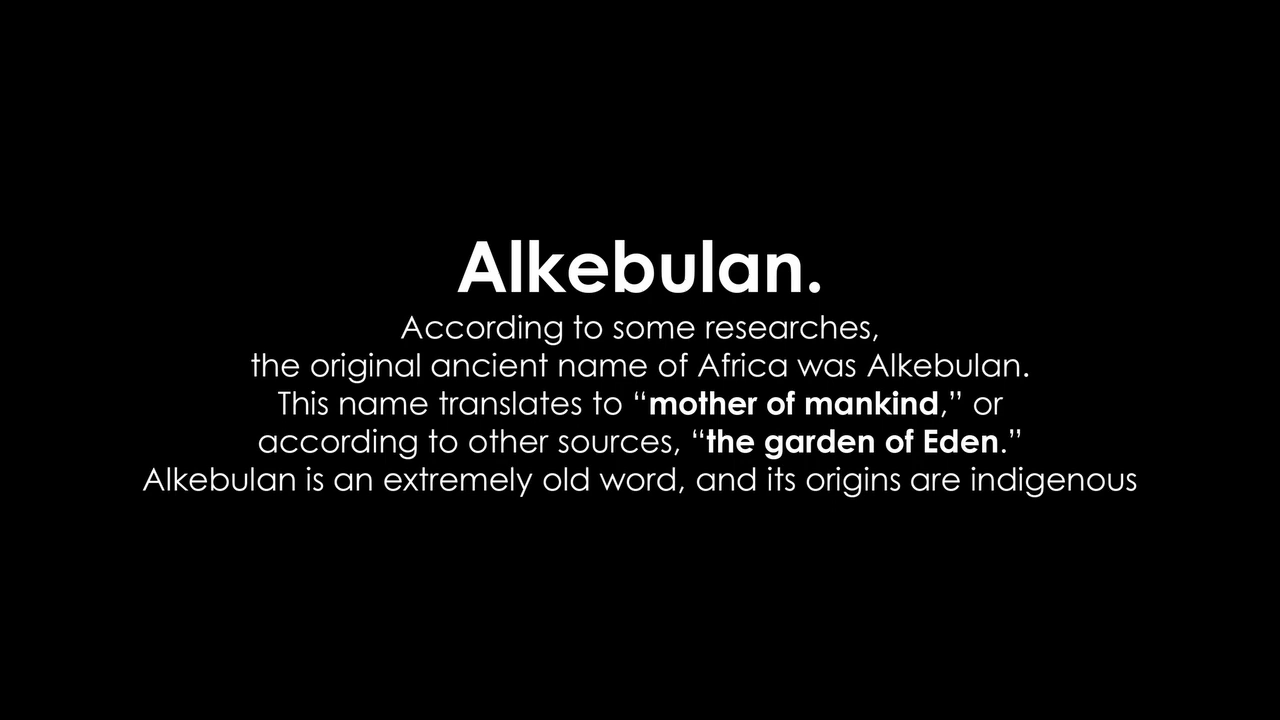 Alkebulan.
According to some researches,
the original ancient name of Africa was Alkebulan.
This name translates to “mother of mankind,” or
according to other sources, “the garden of Eden.”
Alkebulan is an extremely old word, and its origins are indigenous